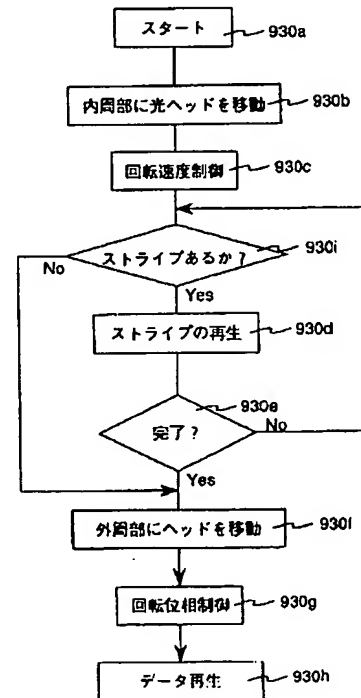 スタート 930a
内周部に光ヘッドを移動 930b
回転速度制御 930c
ストライプあるか? 930i
No
Yes
ストライプの再生 930d
930e
完了? No
Yes
外周部にヘッドを移動 930f
回転位相制御 930g
データ再生 930h